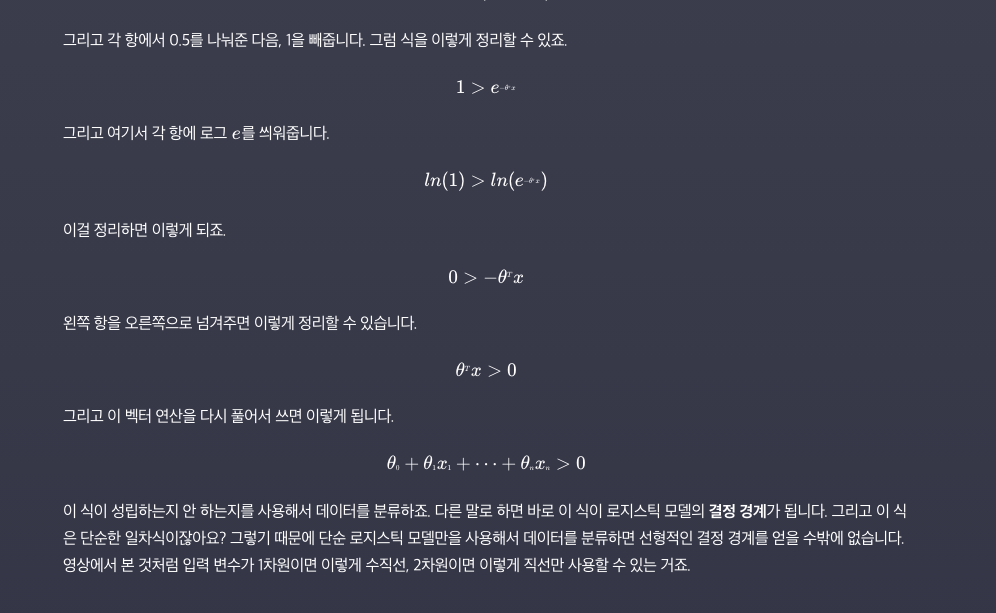 그리고 각 항에서 0.5를 나눠준 다음, 1을 빼줍니다. 그럼 식을 이렇게 정리할 수 있죠.
1 > e^{-θ^T x}
그리고 여기서 각 항에 로그 e를 씌워줍니다.
ln(1) > ln(e^{-θ^T x})
이걸 정리하면 이렇게 되죠.
0 > -θ^T x
왼쪽 항을 오른쪽으로 넘겨주면 이렇게 정리할 수 있습니다.
θ^T x > 0
그리고 이 벡터 연산을 다시 풀어서 쓰면 이렇게 됩니다.
θ_0 + θ_1 x_1 + ⋯ + θ_n x_n > 0
이 식이 성립하는지 안 하는지를 사용해서 데이터를 분류하죠. 다른 말로 하면 바로 이 식이 로지스틱 모델의 결정 경계가 됩니다. 그리고 이 식
은 단순한 일차식이잖아요? 그렇기 때문에 단순 로지스틱 모델만을 사용해서 데이터를 분류하면 선형적인 결정 경계를 얻을 수밖에 없습니다.
영상에서 본 것처럼 입력 변수가 1차원이면 이렇게 수직선, 2차원이면 이렇게 직선만 사용할 수 있는 거죠.